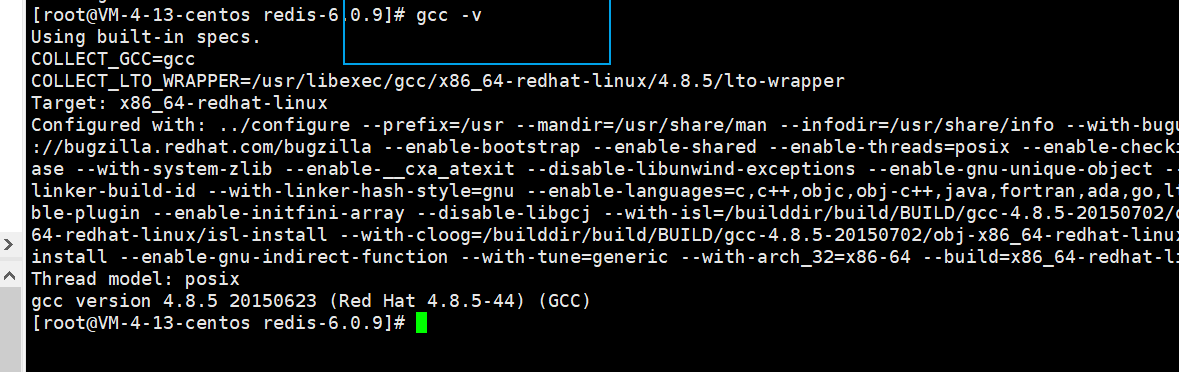 [root@VM-4-13-centos redis-6.0.9]# gcc -v
Using built-in specs.
COLLECT_GCC=gcc
COLLECT_LTO_WRAPPER=/usr/libexec/gcc/x86_64-redhat-linux/4.8.5/lto-wrapper
Target: x86_64-redhat-linux
Configured with: ../configure --prefix=/usr --mandir=/usr/share/man --infodir=/usr/share/info --with-bugu
://bugzilla.redhat.com/bugzilla --enable-bootstrap --enable-shared --enable-threads=posix --enable-checki
ase --with-system-zlib --enable-__cxa_atexit --disable-libunwind-exceptions --enable-gnu-unique-object --
linker-build-id --with-linker-hash-style=gnu --enable-languages=c,c++,objc,obj-c++,java,fortran,ada,go,lt
ble-plugin --enable-initfini-array --disable-libgcj --with-isl=/builddir/build/BUILD/gcc-4.8.5-20150702/o
64-redhat-linux/isl-install --with-cloog=/builddir/build/BUILD/gcc-4.8.5-20150702/obj-x86_64-redhat-linux
install --enable-gnu-indirect-function --with-tune=generic --with-arch_32=x86-64 --build=x86_64-redhat-li
Thread model: posix
gcc version 4.8.5 20150623 (Red Hat 4.8.5-44) (GCC)
[root@VM-4-13-centos redis-6.0.9]#